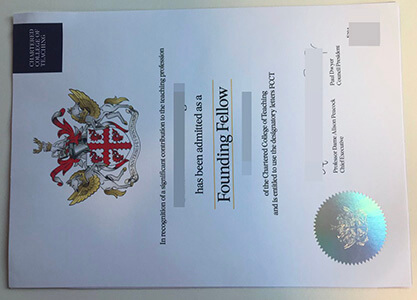 CHARTERED
COLLEGE OF
TEACHING
In recognition of a significant contribution to the teaching profession
has been admitted as a
Founding Fellow
of the Chartered College of Teaching
and is entitled to use the designatory letters FCCT
Professor Dame Alison Peacock
Chief Executive
Paul Dwyer
Council President